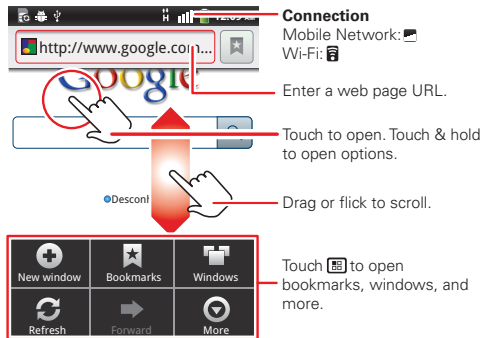 H
Connection
Mobile Network:
Wi-Fi:
http://www.google.com...
Enter a web page URL.
Google
Touch to open. Touch & hold
to open options.
Drag or flick to scroll.
New window
Bookmarks
Windows
Refresh
Forward
More
Touch to open
bookmarks, windows, and
more.